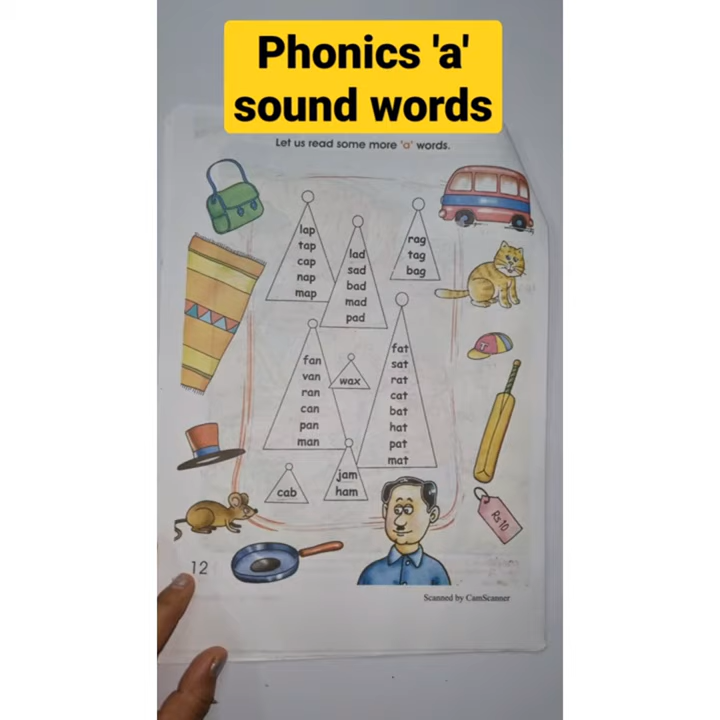 Phonics 'a'
sound words
Let us read some more 'a' words.
lap
tap
cap
nap
map
lad
sad
bad
mad
pad
rag
tag
bag
fan
van
ran
can
pan
man
wax
fat
sat
rat
cat
bat
hat
pat
mat
cab
jam
ham
T
Rs 10
12
Scanned by CamScanner